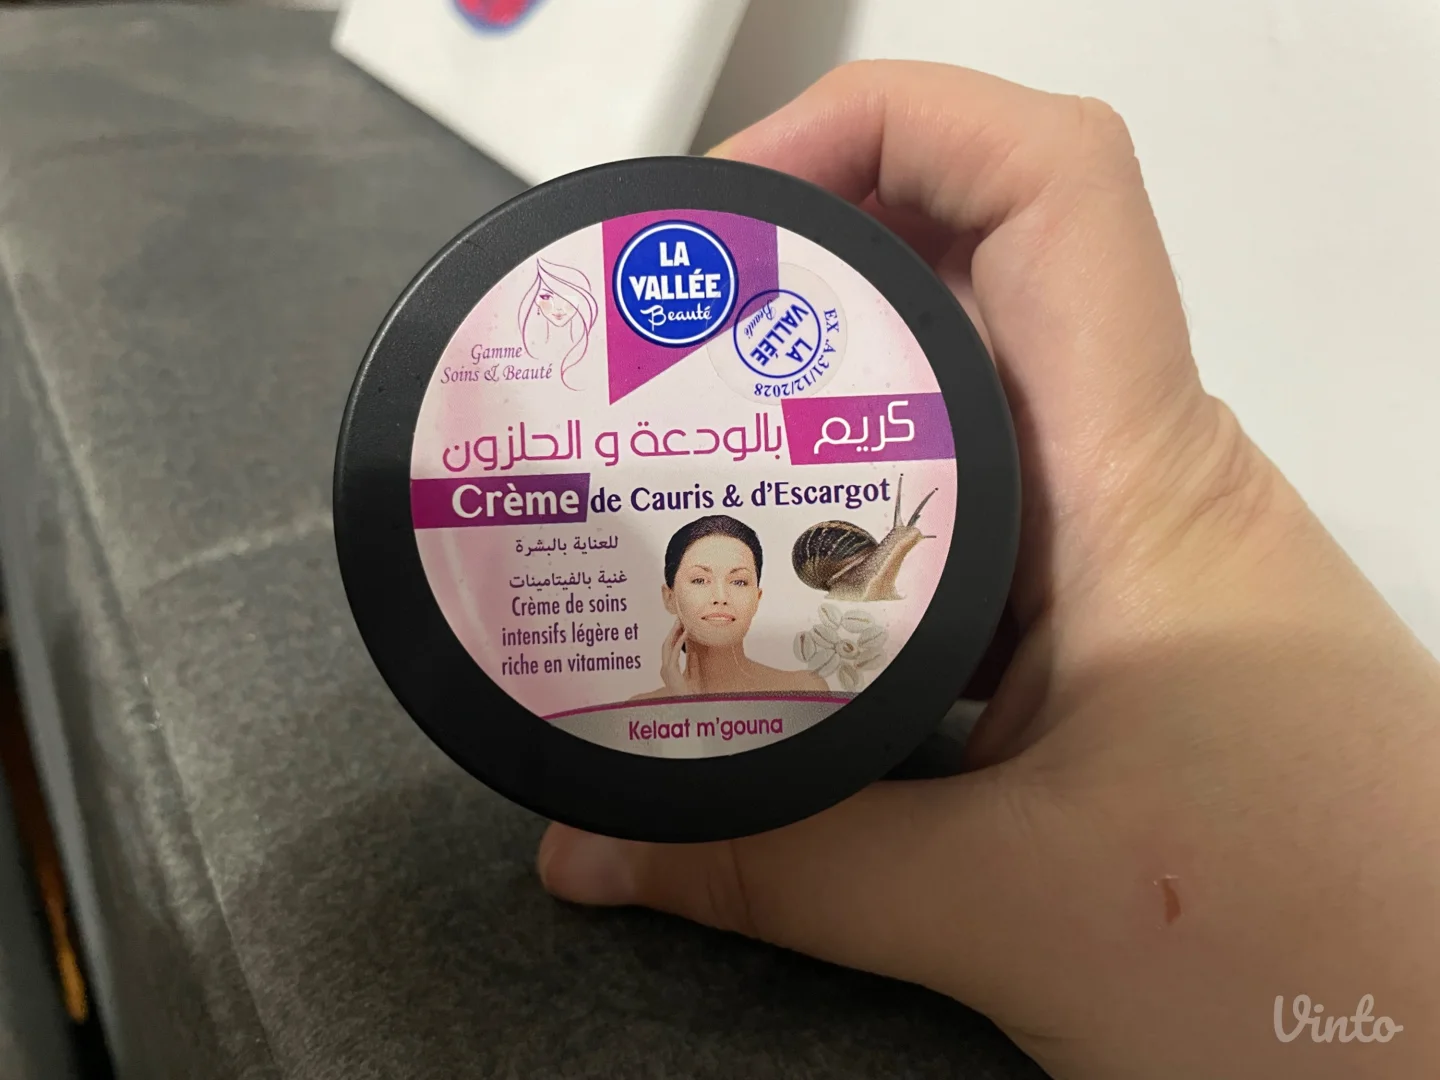 LA
VALLÉE
Beauté
LA
VALLÉE
Beauté
EX .A 31/12/2028
Gamme
Soins & Beauté
كريم بالودعة و الحلزون
Crème de Cauris & d'Escargot
للعناية بالبشرة
غنية بالفيتامينات
Crème de soins
intensifs légère et
riche en vitamines
Kelaat m'gouna
Vinto